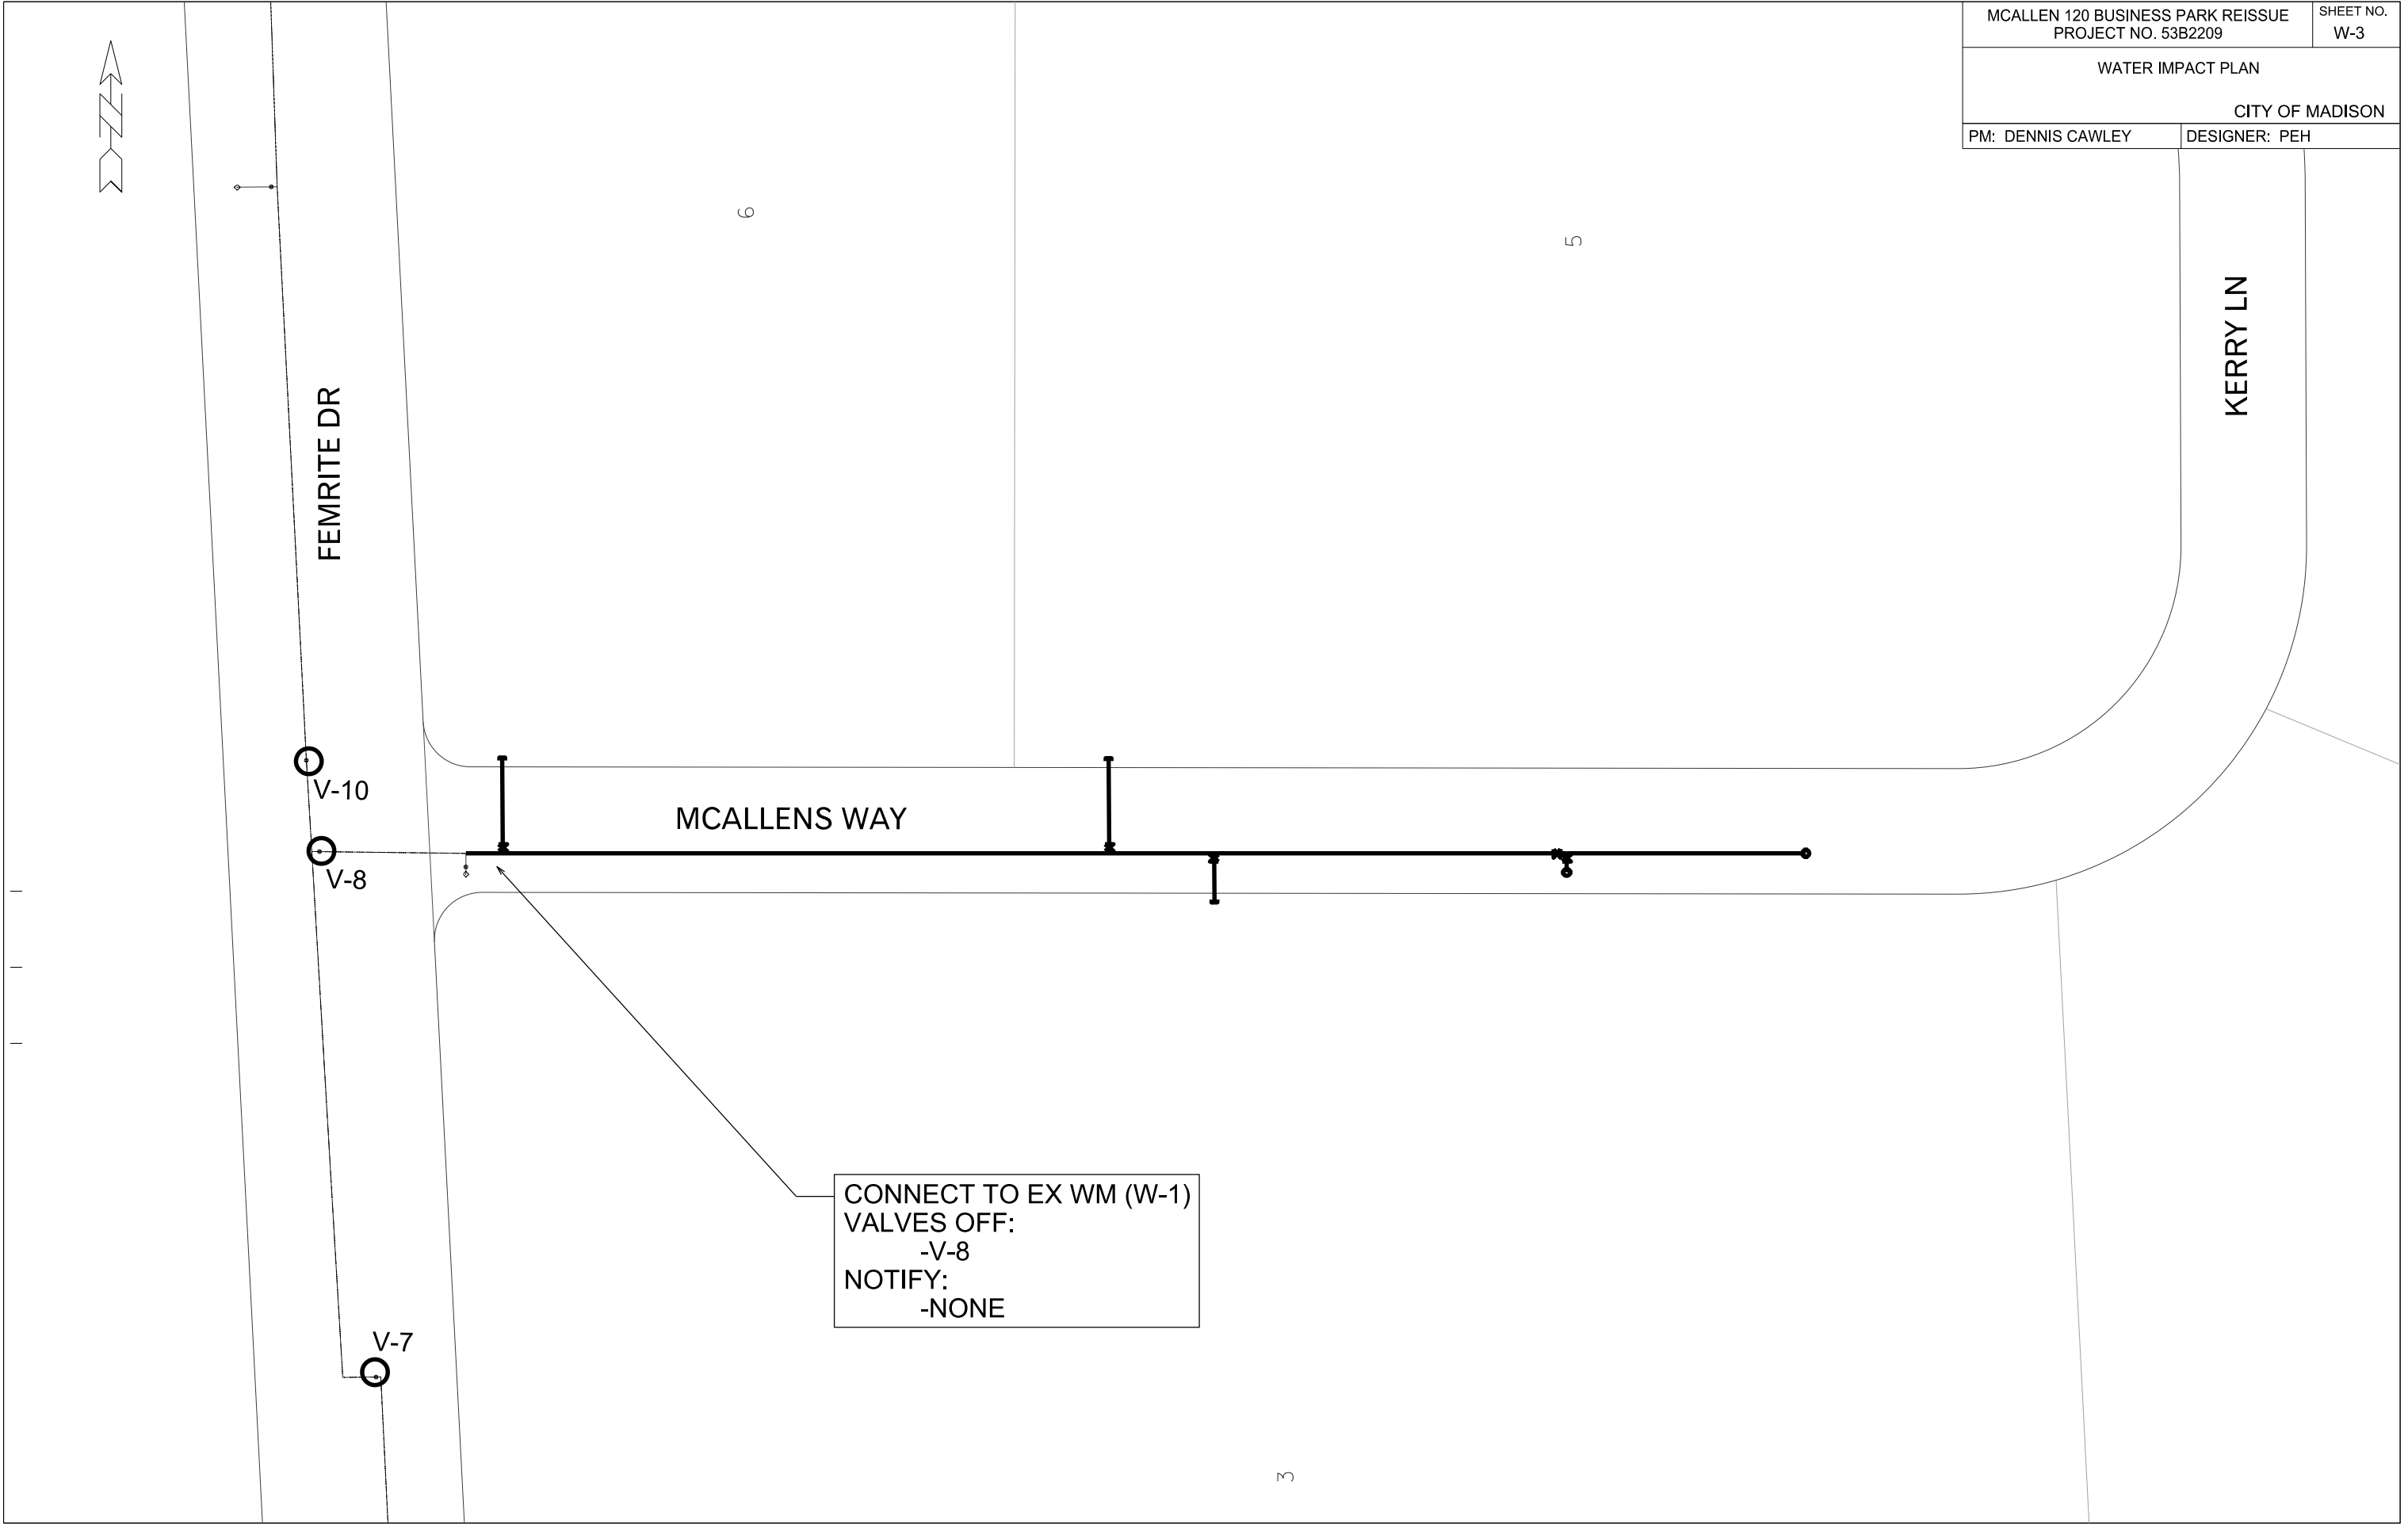 MCALLEN 120 BUSINESS PARK REISSUE
PROJECT NO. 53B2209
SHEET NO.
W-3
WATER IMPACT PLAN
CITY OF MADISON
PM: DENNIS CAWLEY
DESIGNER: PEH
N
6
5
KERRY LN
FEMRITE DR
V-10
MCALLENS WAY
V-8
CONNECT TO EX WM (W-1)
VALVES OFF:
-V-8
NOTIFY:
-NONE
V-7
3